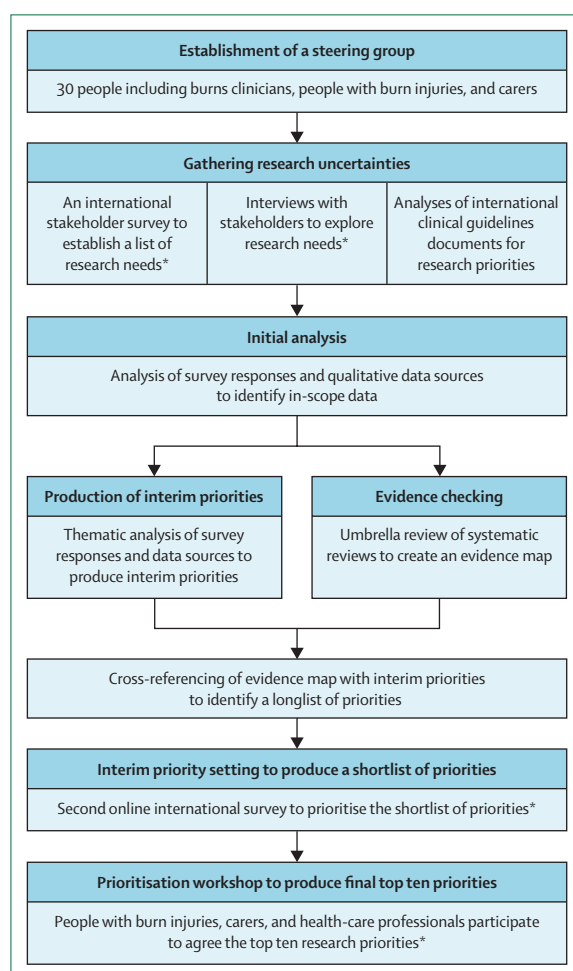 Establishment of a steering group
30 people including burns clinicians, people with burn injuries, and carers
Gathering research uncertainties
An international
stakeholder survey to
establish a list of
research needs*
Interviews with
stakeholders to explore
research needs*
Analyses of international
clinical guidelines
documents for
research priorities
Initial analysis
Analysis of survey responses and qualitative data sources
to identify in-scope data
Production of interim priorities
Thematic analysis of survey
responses and data sources to
produce interim priorities
Evidence checking
Umbrella review of systematic
reviews to create an evidence map
Cross-referencing of evidence map with interim priorities
to identify a longlist of priorities
Interim priority setting to produce a shortlist of priorities
Second online international survey to prioritise the shortlist of priorities*
Prioritisation workshop to produce final top ten priorities
People with burn injuries, carers, and health-care professionals participate
to agree the top ten research priorities*